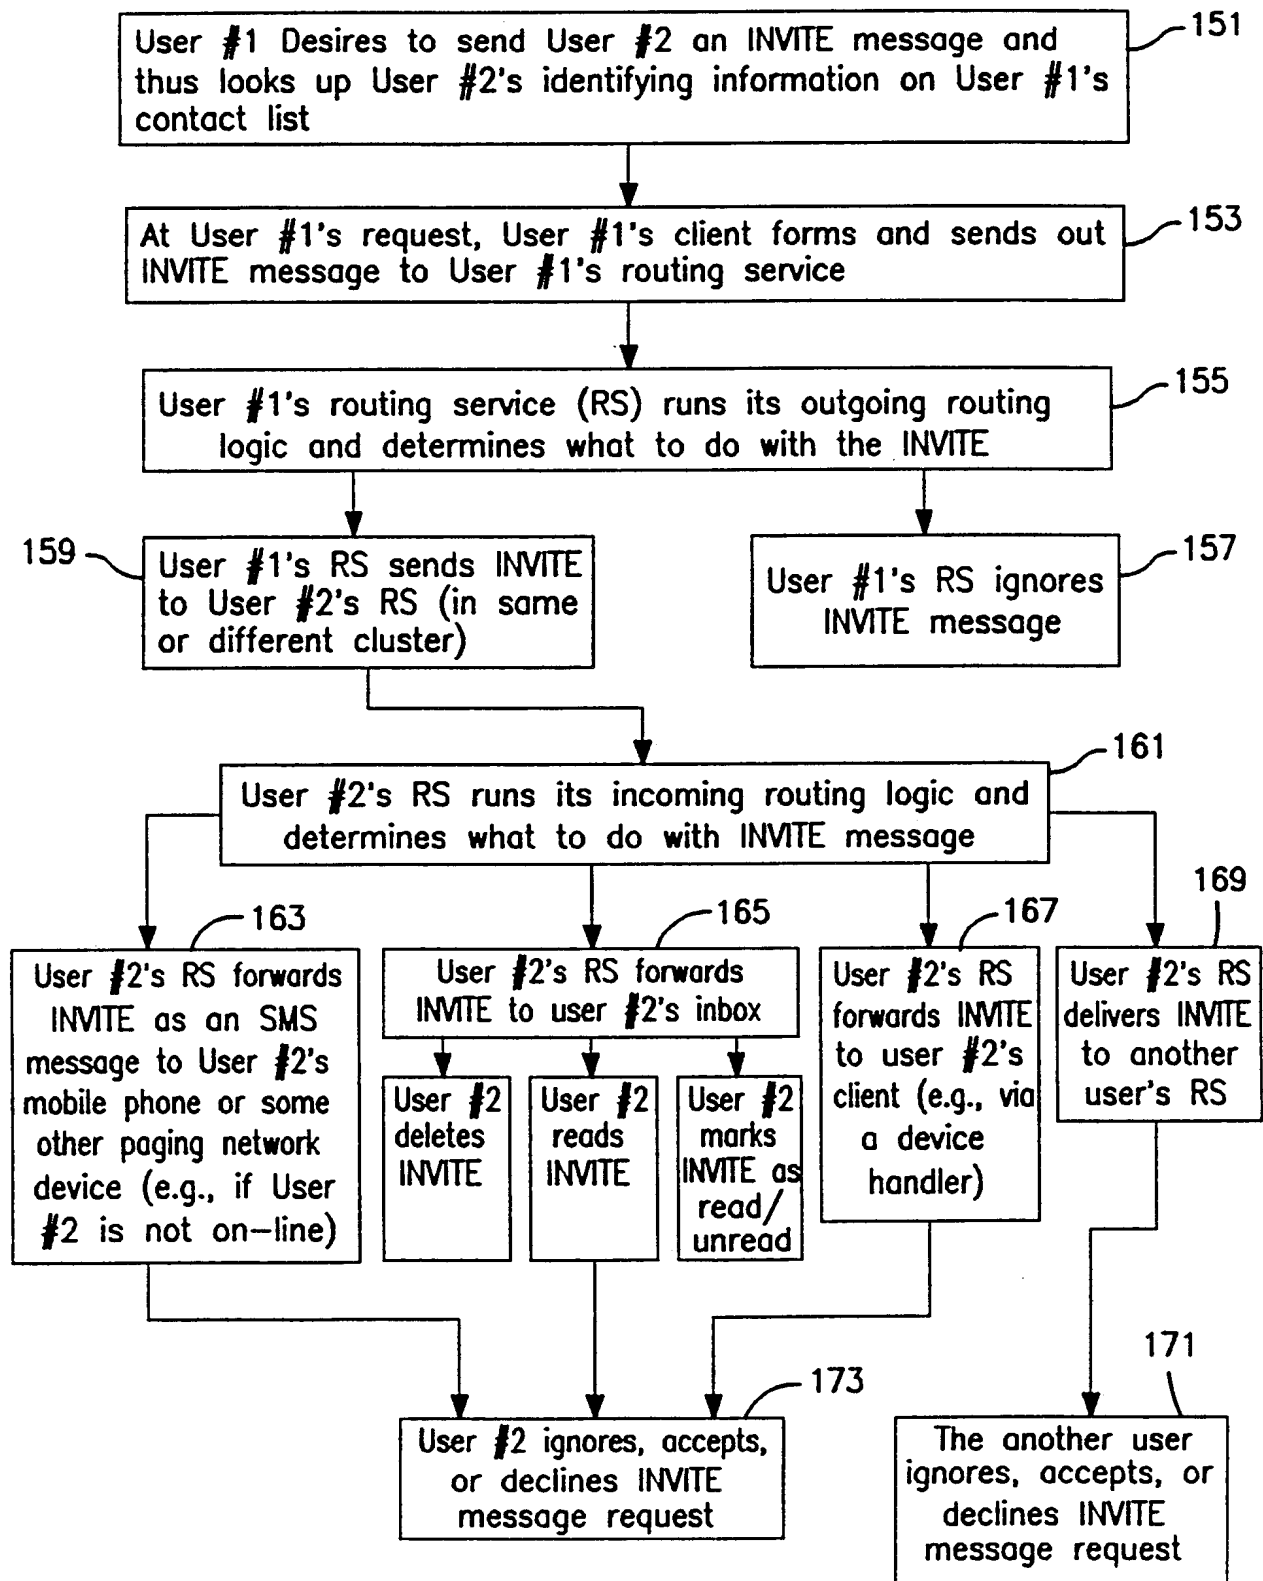 151
User #1 Desires to send User #2 an INVITE message and
thus looks up User #2's identifying information on User #1's
contact list
153
At User #1's request, User #1's client forms and sends out
INVITE message to User #1's routing service
155
User #1's routing service (RS) runs its outgoing routing
logic and determines what to do with the INVITE
159
User #1's RS sends INVITE
to User #2's RS (in same
or different cluster)
157
User #1's RS ignores
INVITE message
161
User #2's RS runs its incoming routing logic and
determines what to do with INVITE message
163
User #2's RS forwards
INVITE as an SMS
message to User #2's
mobile phone or some
other paging network
device (e.g., if User
#2 is not on-line)
165
User #2's RS forwards
INVITE to user #2's inbox
User #2
deletes
INVITE
User #2
reads
INVITE
User #2
marks
INVITE as
read/
unread
167
User #2's RS
forwards INVITE
to user #2's
client (e.g., via
a device
handler)
169
User #2's RS
delivers INVITE
to another
user's RS
173
User #2 ignores, accepts,
or declines INVITE
message request
171
The another user
ignores, accepts, or
declines INVITE
message request